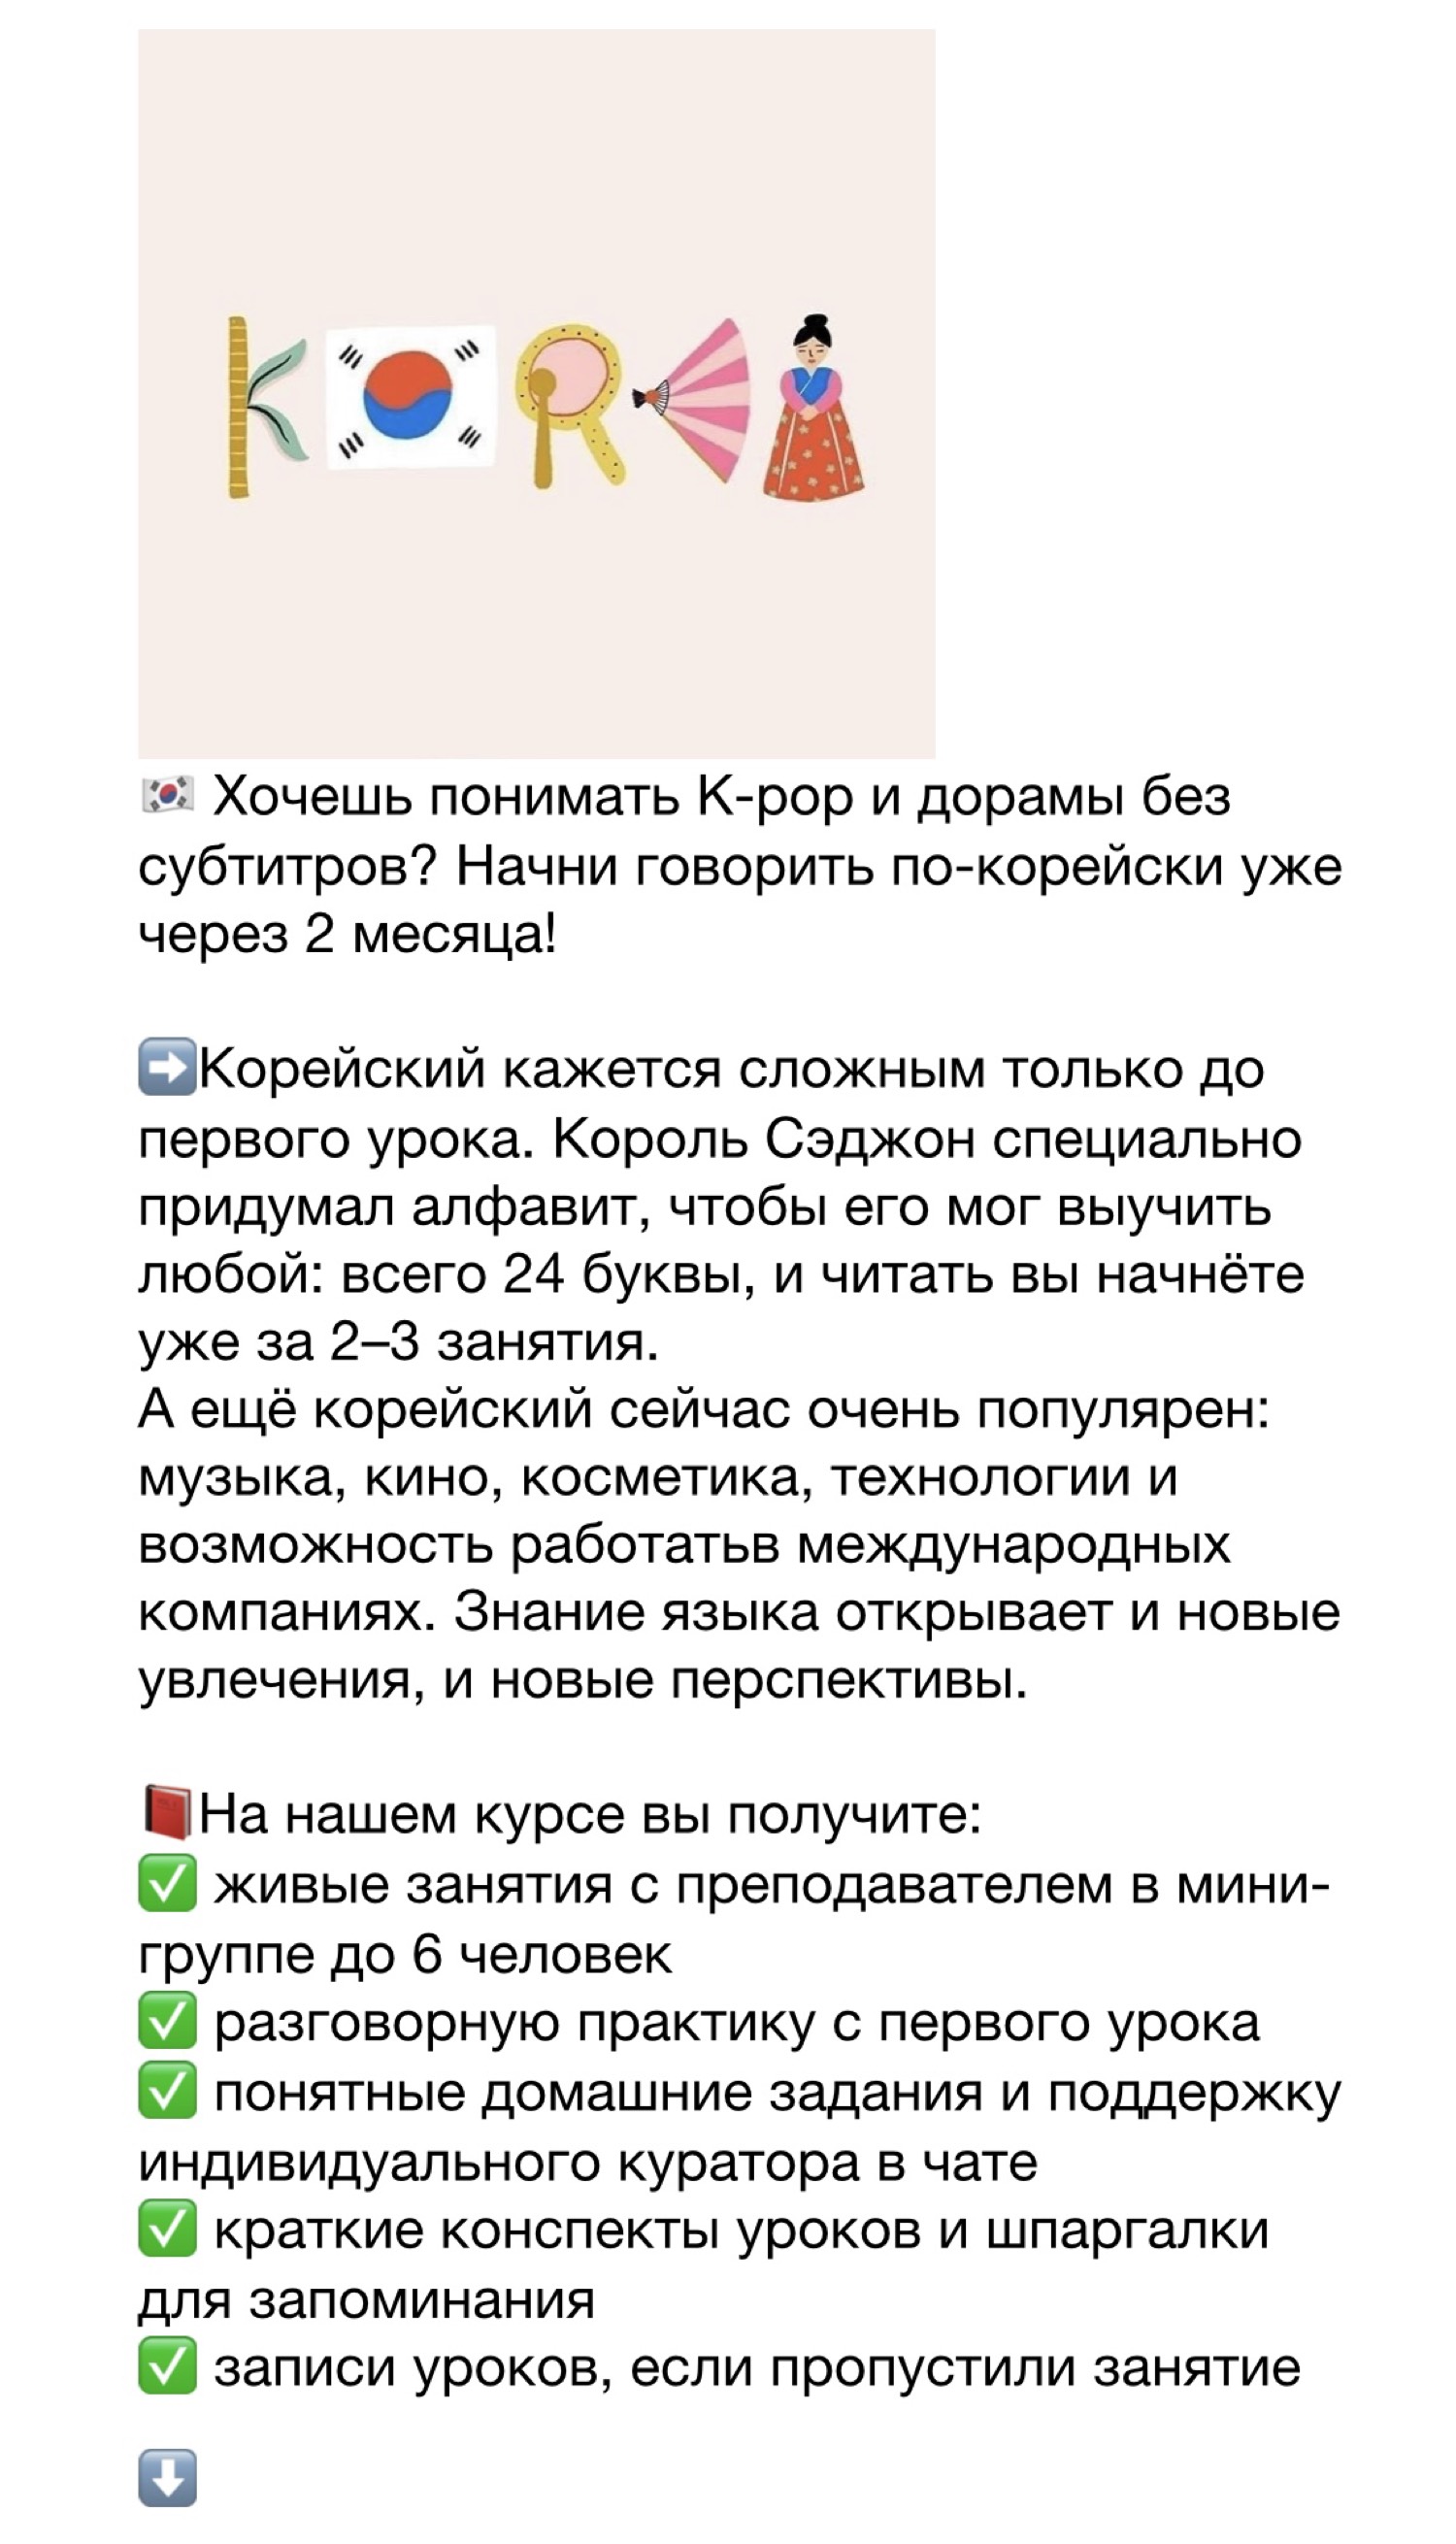 KOREA
🇰🇷 Хочешь понимать K-pop и дорамы без
субтитров? Начни говорить по-корейски уже
через 2 месяца!
➡️Корейский кажется сложным только до
первого урока. Король Сэджон специально
придумал алфавит, чтобы его мог выучить
любой: всего 24 буквы, и читать вы начнёте
уже за 2–3 занятия.
А ещё корейский сейчас очень популярен:
музыка, кино, косметика, технологии и
возможность работатьв международных
компаниях. Знание языка открывает и новые
увлечения, и новые перспективы.
📕На нашем курсе вы получите:
✅ живые занятия с преподавателем в мини-
группе до 6 человек
✅ разговорную практику с первого урока
✅ понятные домашние задания и поддержку
индивидуального куратора в чате
✅ краткие конспекты уроков и шпаргалки
для запоминания
✅ записи уроков, если пропустили занятие
⬇️